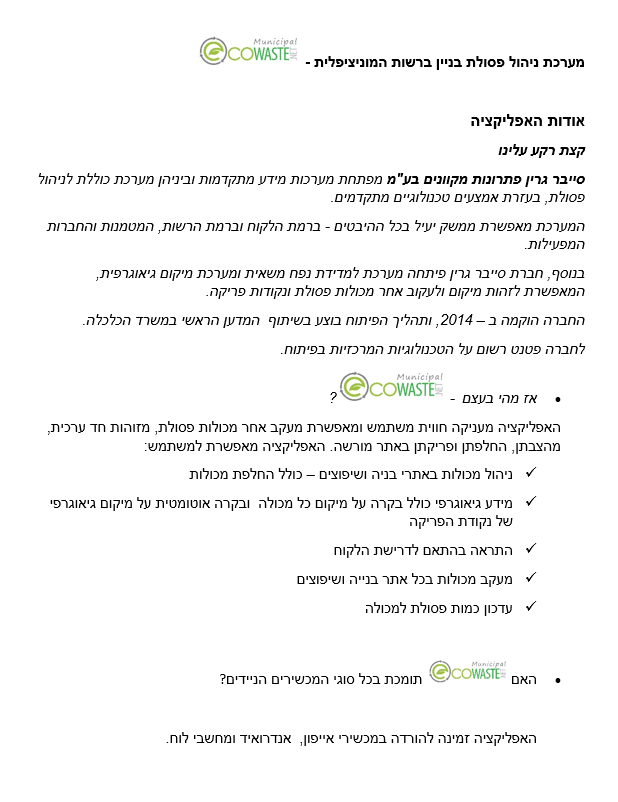 מערכת ניהול פסולת בניין ברשות המוניציפלית - Municipal ECOWASTE.NET
אודות האפליקציה
קצת רקע עלינו
סייבר גרין פתרונות מקוונים בע"מ מפתחת מערכות מידע מתקדמות וביניהן מערכת כוללת לניהול
פסולת, בעזרת אמצעים טכנולוגיים מתקדמים.
המערכת מאפשרת ממשק יעיל בכל ההיבטים - ברמת הלקוח וברמת הרשות, המטמנות והחברות
המפעילות.
בנוסף, חברת סייבר גרין פיתחה מערכת למדידת נפח משאית ומערכת מיקום גיאוגרפית,
המאפשרת לזהות מיקום ולעקוב אחר מכולות פסולת ונקודות פריקה.
החברה הוקמה ב – 2014, ותהליך הפיתוח בוצע בשיתוף המדען הראשי במשרד הכלכלה.
לחברה פטנט רשום על הטכנולוגיות המרכזיות בפיתוח.
• אז מהי בעצם - Municipal ECOWASTE.NET ?
האפליקציה מעניקה חווית משתמש ומאפשרת מעקב אחר מכולות פסולת, מזוהות חד ערכית,
מהצבתן, החלפתן ופריקתן באתר מורשה. האפליקציה מאפשרת למשתמש:
✓ ניהול מכולות באתרי בניה ושיפוצים – כולל החלפת מכולות
✓ מידע גיאוגרפי כולל בקרה על מיקום כל מכולה ובקרה אוטומטית על מיקום גיאוגרפי
של נקודת הפריקה
✓ התראה בהתאם לדרישת הלקוח
✓ מעקב מכולות בכל אתר בנייה ושיפוצים
✓ עדכון כמות פסולת למכולה
• האם Municipal ECOWASTE.NET תומכת בכל סוגי המכשירים הניידים?
האפליקציה זמינה להורדה במכשירי אייפון, אנדרואיד ומחשבי לוח.